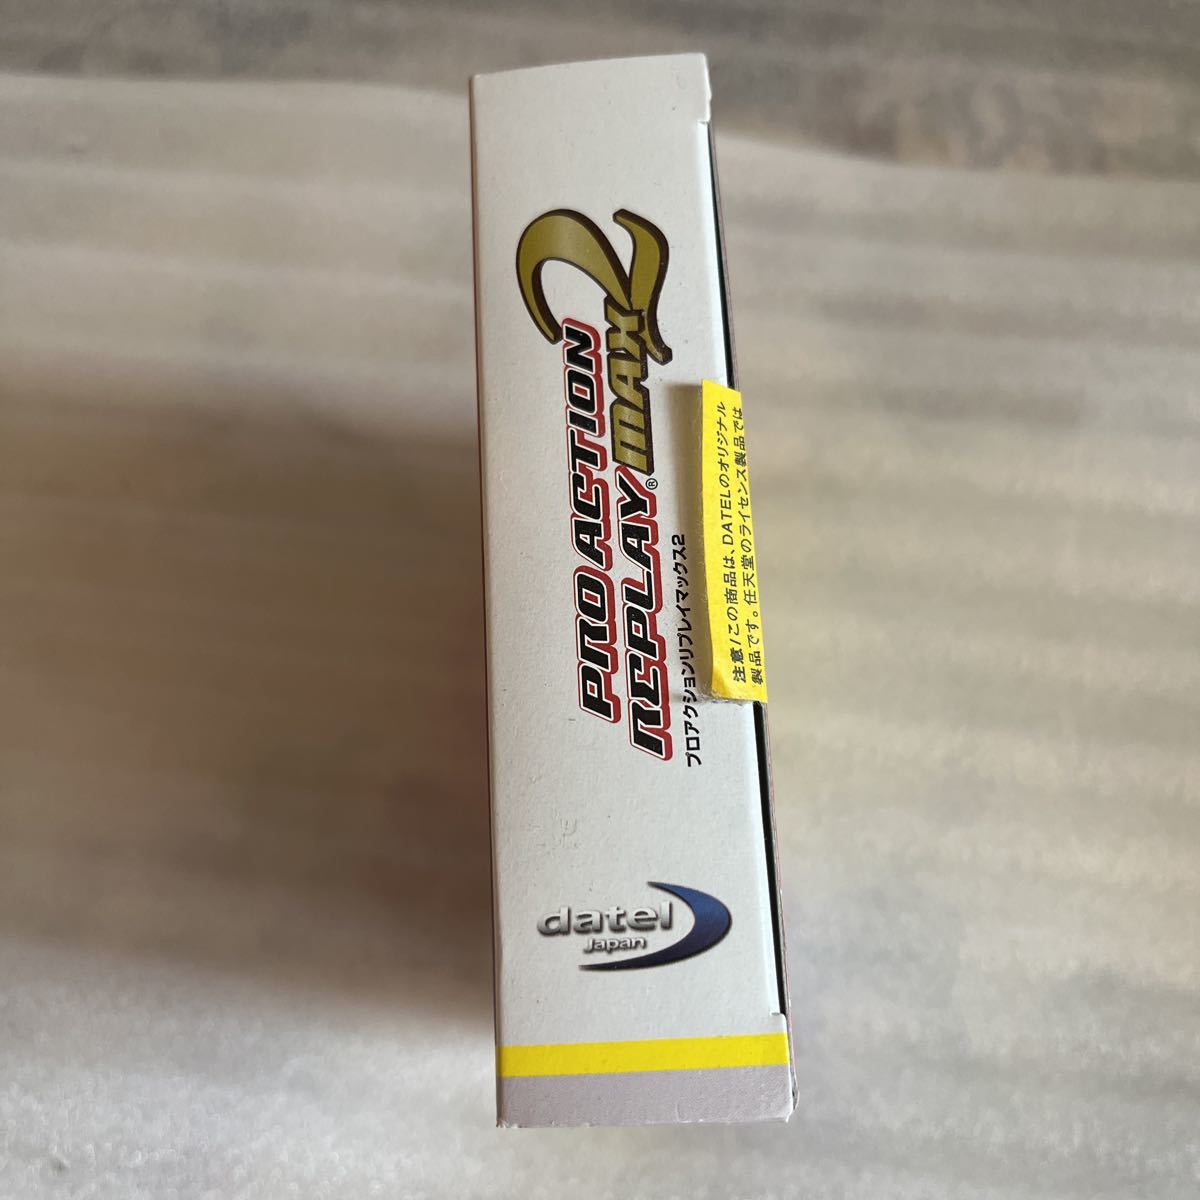 PRO ACTION
REPLAY® MAX 2
プロアクションリプレイマックス2
注意!この商品は、DATELのオリジナル
製品です。任天堂のライセンス製品では
datel
Japan